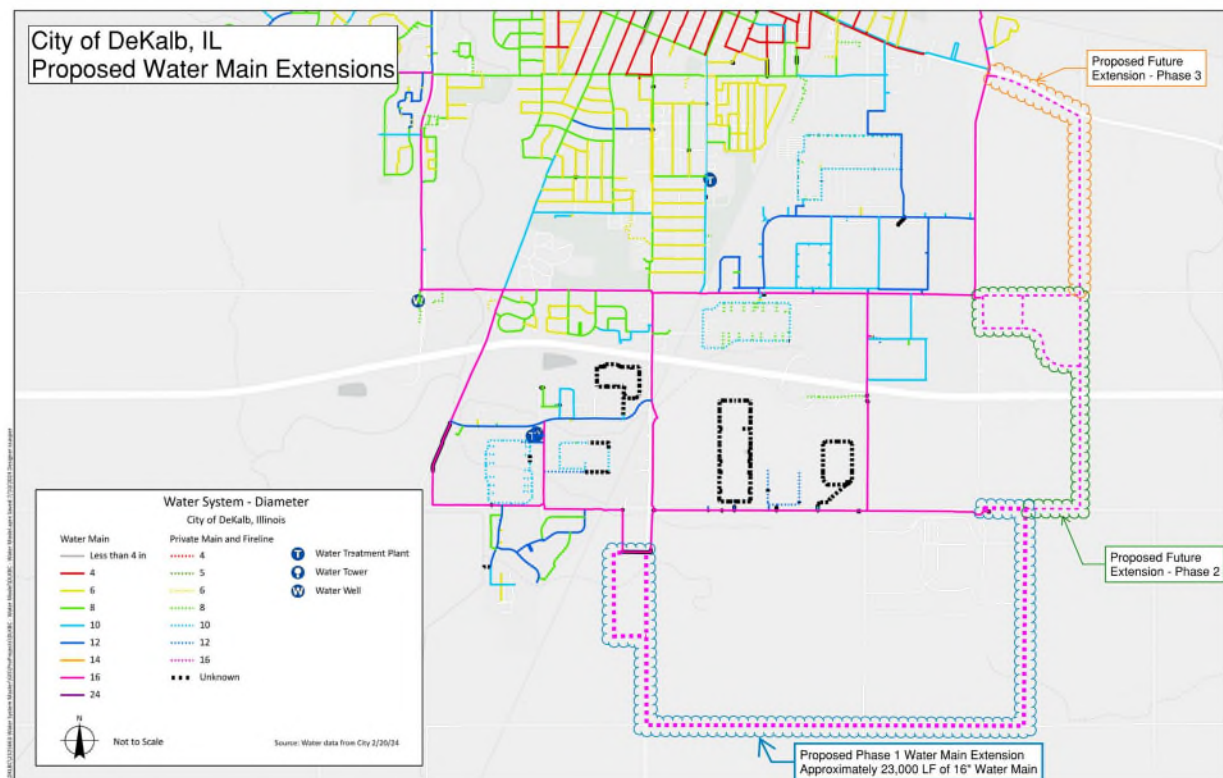 City of DeKalb, IL
Proposed Water Main Extensions
Proposed Future
Extension - Phase 3
T
W
T
Proposed Future
Extension - Phase 2
Proposed Phase 1 Water Main Extension
Approximately 23,000 LF of 16" Water Main
Water System - Diameter
City of DeKalb, Illinois
Water Main
Less than 4 in
4
6
8
10
12
14
16
24
Private Main and Fireline
4
5
6
8
10
12
16
Unknown
T Water Treatment Plant
Water Tower
W Water Well
N
Not to Scale
Source: Water data from City 2/20/24